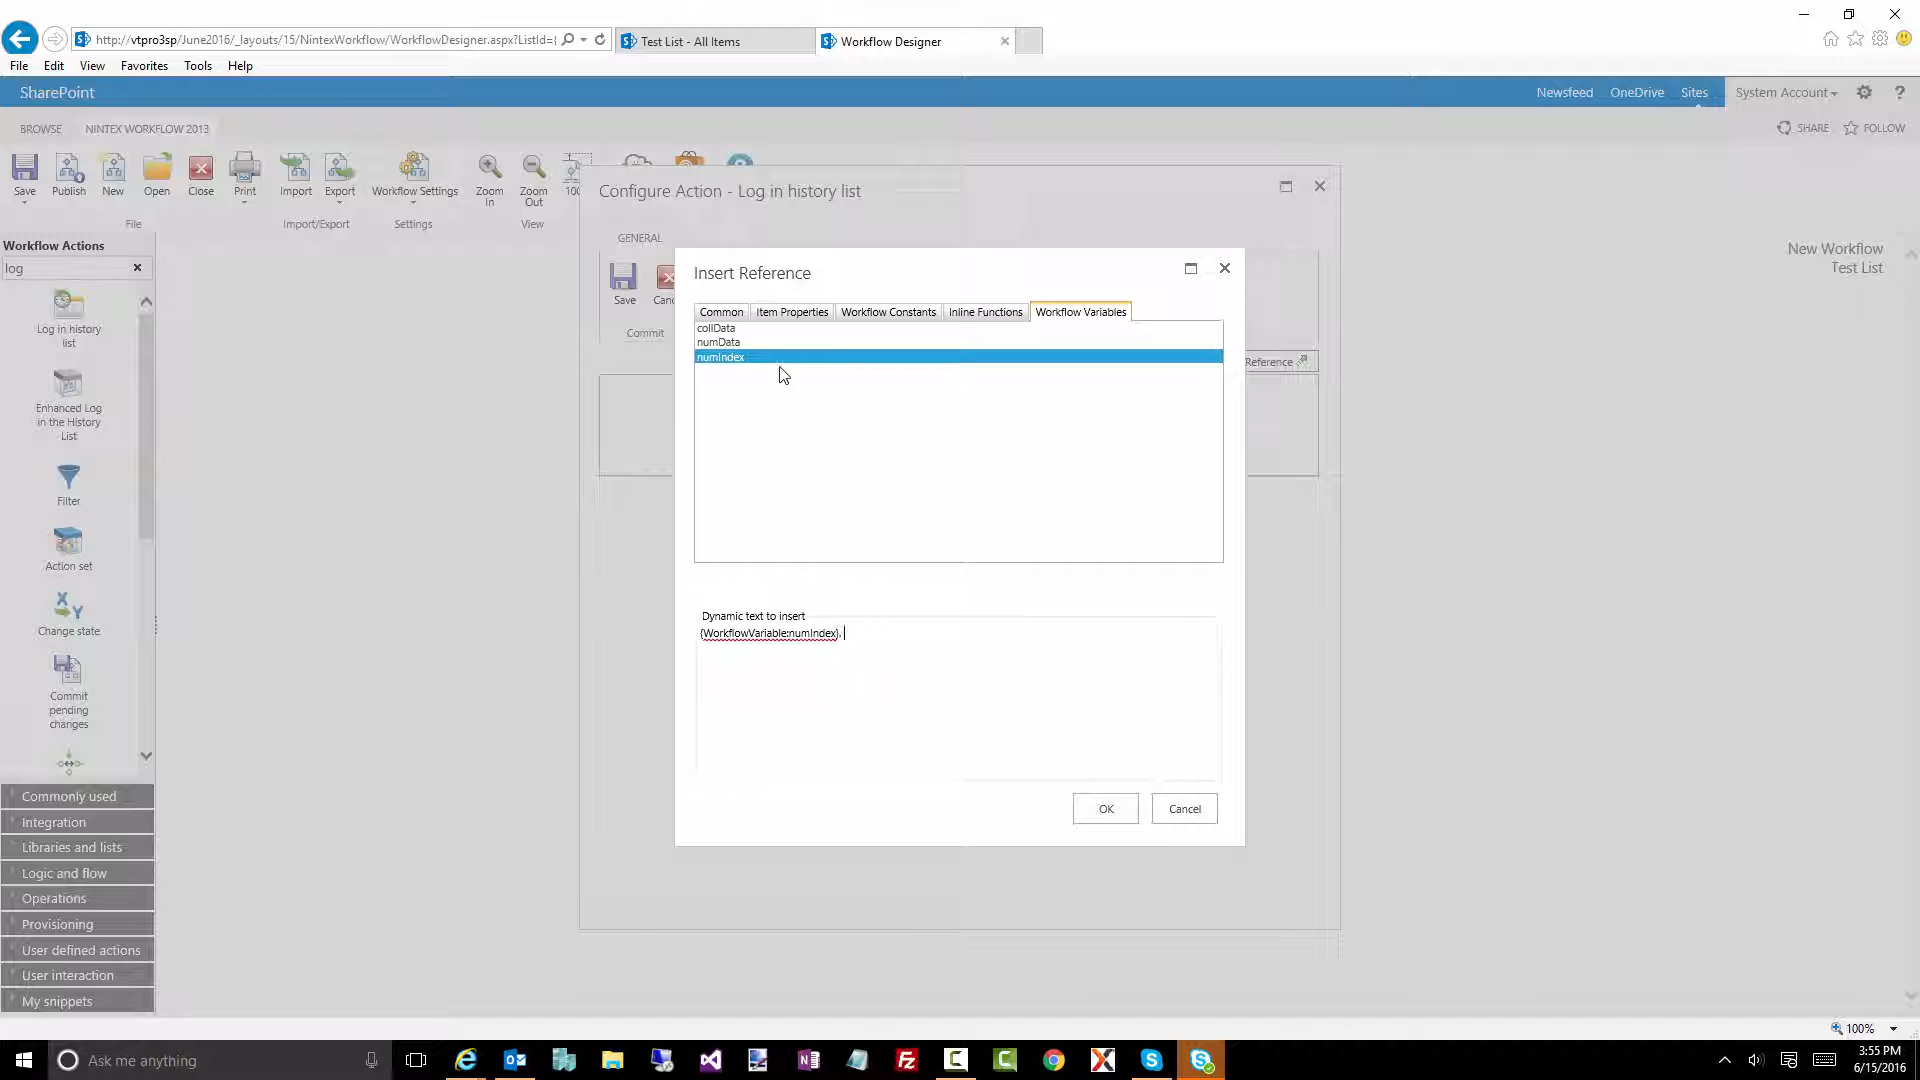 http://vtpro3sp/June2016/_layouts/15/NintexWorkflow/WorkflowDesigner.aspx?ListId={
Test List - All Items
Workflow Designer
File Edit View Favorites Tools Help
SharePoint
Newsfeed OneDrive Sites System Account ?
BROWSE NINTEX WORKFLOW 2013
SHARE FOLLOW
Save Publish New Open Close Print Import Export Workflow Settings Zoom In Zoom Out
File Import/Export Settings View
Configure Action - Log in history list
GENERAL
Save
Commit
Reference
New Workflow
Test List
Workflow Actions
log
Log in history list
Enhanced Log in the History List
Filter
Action set
Change state
Commit pending changes
Commonly used
Integration
Libraries and lists
Logic and flow
Operations
Provisioning
User defined actions
User interaction
My snippets
Insert Reference
Common Item Properties Workflow Constants Inline Functions Workflow Variables
collData
numData
numIndex
Dynamic text to insert
{WorkflowVariable:numIndex}.
OK Cancel
100%
Ask me anything
3:55 PM
6/15/2016